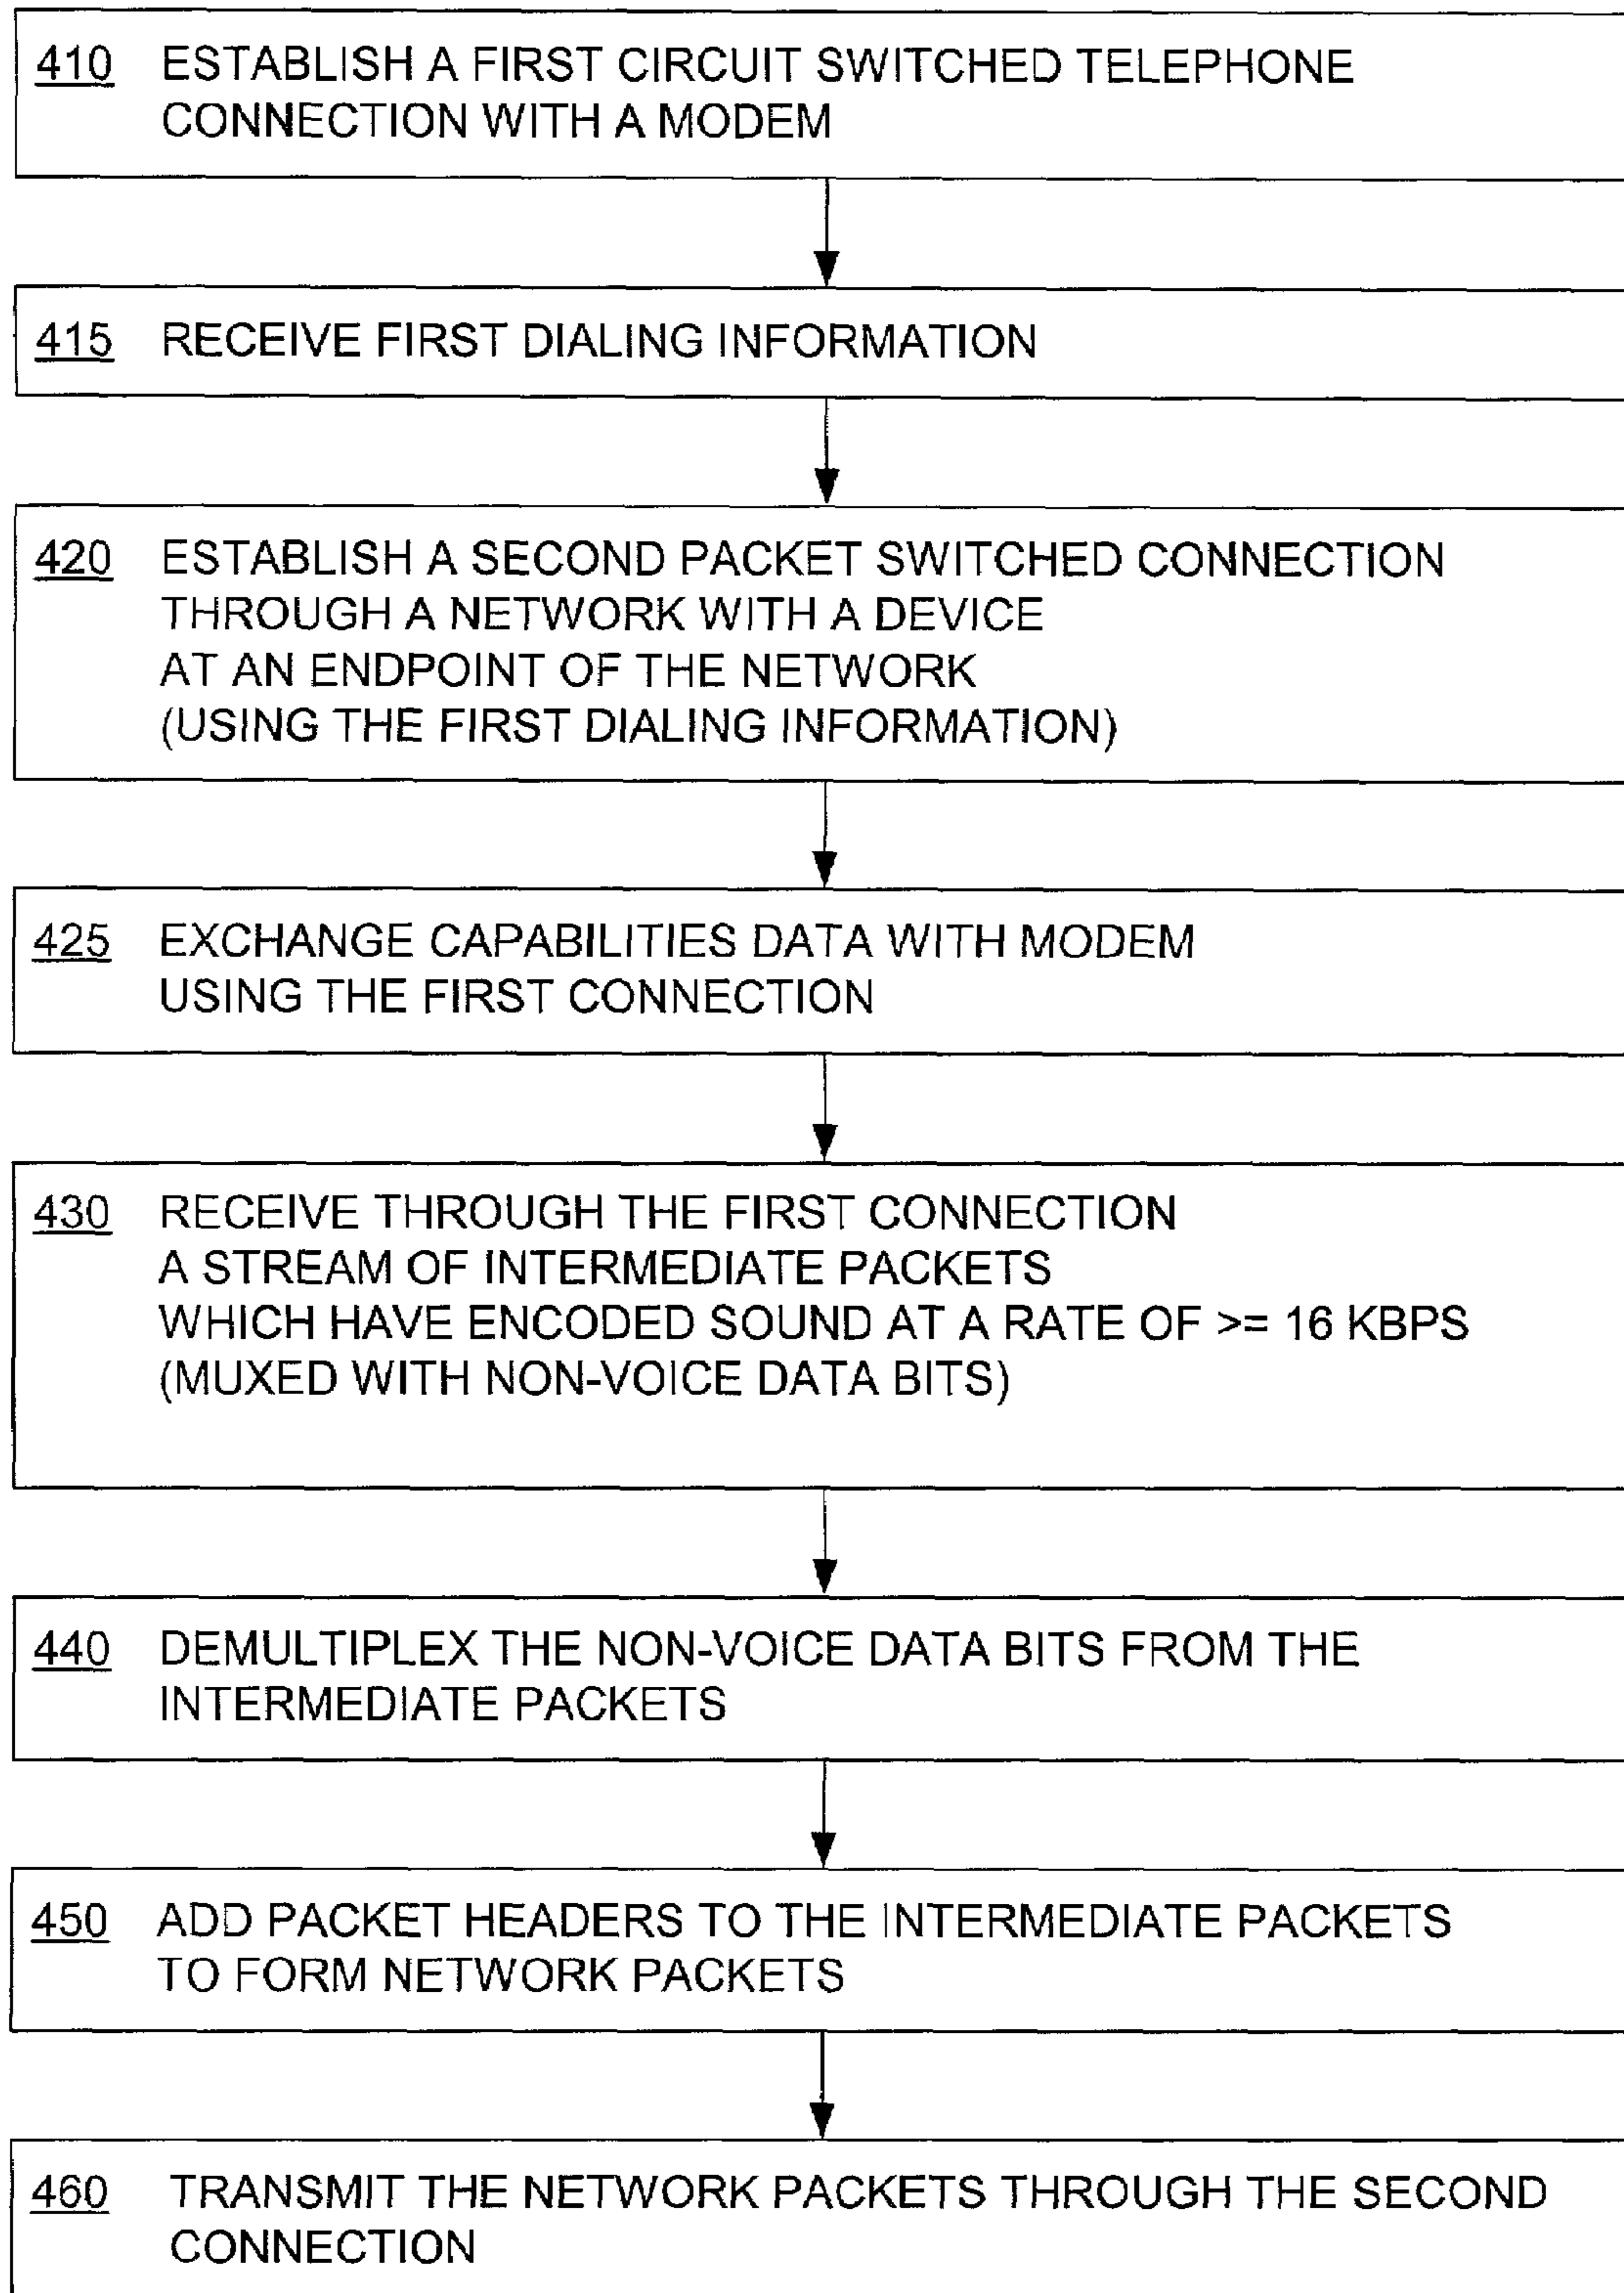 410 ESTABLISH A FIRST CIRCUIT SWITCHED TELEPHONE
CONNECTION WITH A MODEM
415 RECEIVE FIRST DIALING INFORMATION
420 ESTABLISH A SECOND PACKET SWITCHED CONNECTION
THROUGH A NETWORK WITH A DEVICE
AT AN ENDPOINT OF THE NETWORK
(USING THE FIRST DIALING INFORMATION)
425 EXCHANGE CAPABILITIES DATA WITH MODEM
USING THE FIRST CONNECTION
430 RECEIVE THROUGH THE FIRST CONNECTION
A STREAM OF INTERMEDIATE PACKETS
WHICH HAVE ENCODED SOUND AT A RATE OF >= 16 KBPS
(MUXED WITH NON-VOICE DATA BITS)
440 DEMULTIPLEX THE NON-VOICE DATA BITS FROM THE
INTERMEDIATE PACKETS
450 ADD PACKET HEADERS TO THE INTERMEDIATE PACKETS
TO FORM NETWORK PACKETS
460 TRANSMIT THE NETWORK PACKETS THROUGH THE SECOND
CONNECTION